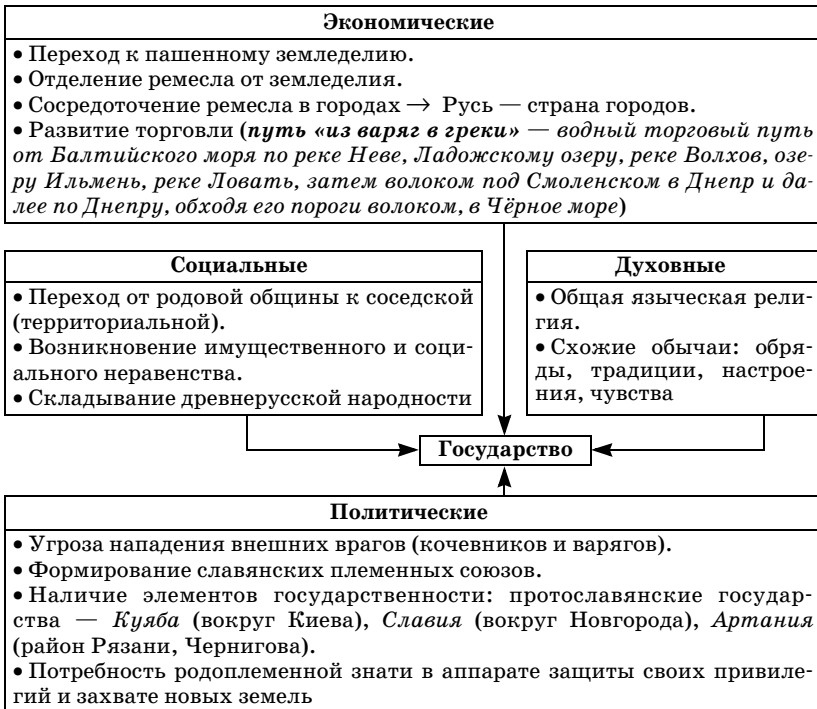 Экономические
• Переход к пашенному земледелию.
• Отделение ремесла от земледелия.
• Сосредоточение ремесла в городах → Русь — страна городов.
• Развитие торговли (путь «из варяг в греки» — водный торговый путь
от Балтийского моря по реке Неве, Ладожскому озеру, реке Волхов, озе-
ру Ильмень, реке Ловать, затем волоком под Смоленском в Днепр и да-
лее по Днепру, обходя его пороги волоком, в Чёрное море)
Социальные
• Переход от родовой общины к соседской
(территориальной).
• Возникновение имущественного и соци-
ального неравенства.
• Складывание древнерусской народности
Духовные
• Общая языческая рели-
гия.
• Схожие обычаи: обря-
ды, традиции, настрое-
ния, чувства
Государство
Политические
• Угроза нападения внешних врагов (кочевников и варягов).
• Формирование славянских племенных союзов.
• Наличие элементов государственности: протославянские государ-
ства — Куяба (вокруг Киева), Славия (вокруг Новгорода), Артания
(район Рязани, Чернигова).
• Потребность родоплеменной знати в аппарате защиты своих привиле-
гий и захвате новых земель